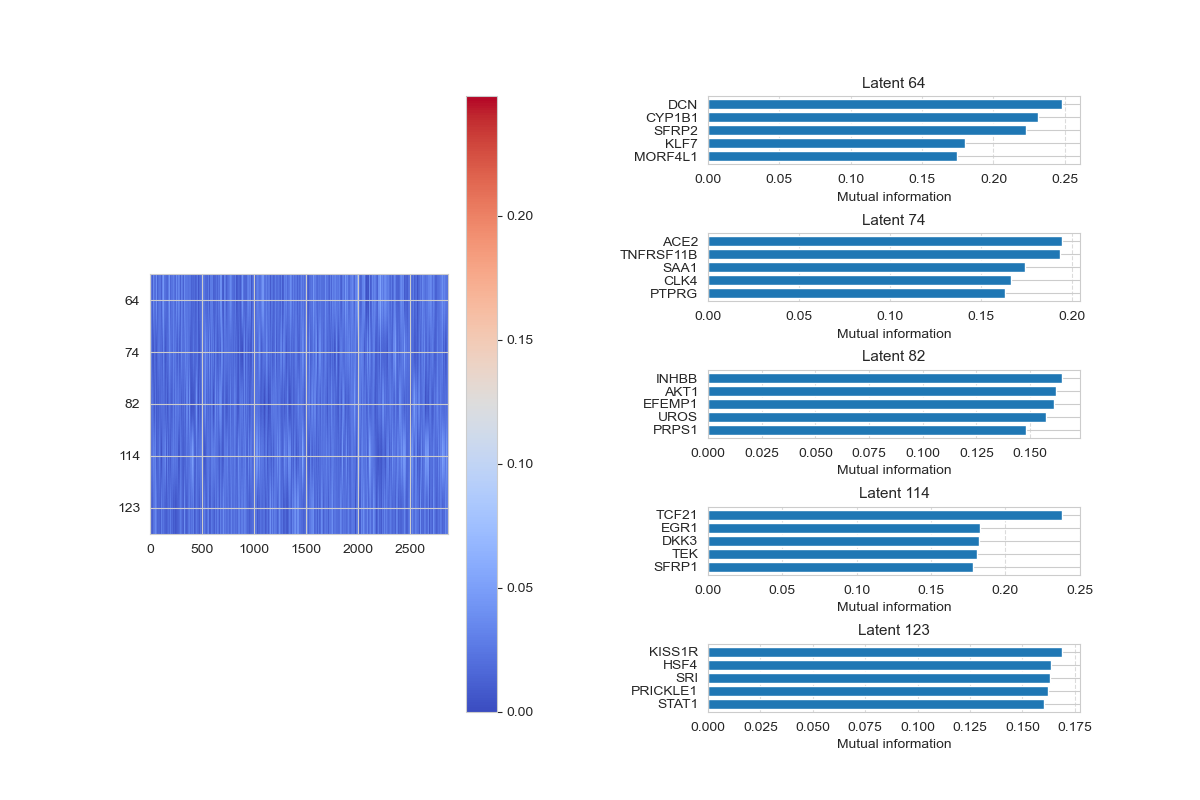 64
74
82
114
123
0 500 1000 1500 2000 2500
0.20
0.15
0.10
0.05
0.00
Latent 64
DCN
CYP1B1
SFRP2
KLF7
MORF4L1
0.00 0.05 0.10 0.15 0.20 0.25
Mutual information
Latent 74
ACE2
TNFRSF11B
SAA1
CLK4
PTPRG
0.00 0.05 0.10 0.15 0.20
Mutual information
Latent 82
INHBB
AKT1
EFEMP1
UROS
PRPS1
0.000 0.025 0.050 0.075 0.100 0.125 0.150
Mutual information
Latent 114
TCF21
EGR1
DKK3
TEK
SFRP1
0.00 0.05 0.10 0.15 0.20 0.25
Mutual information
Latent 123
KISS1R
HSF4
SRI
PRICKLE1
STAT1
0.000 0.025 0.050 0.075 0.100 0.125 0.150 0.175
Mutual information